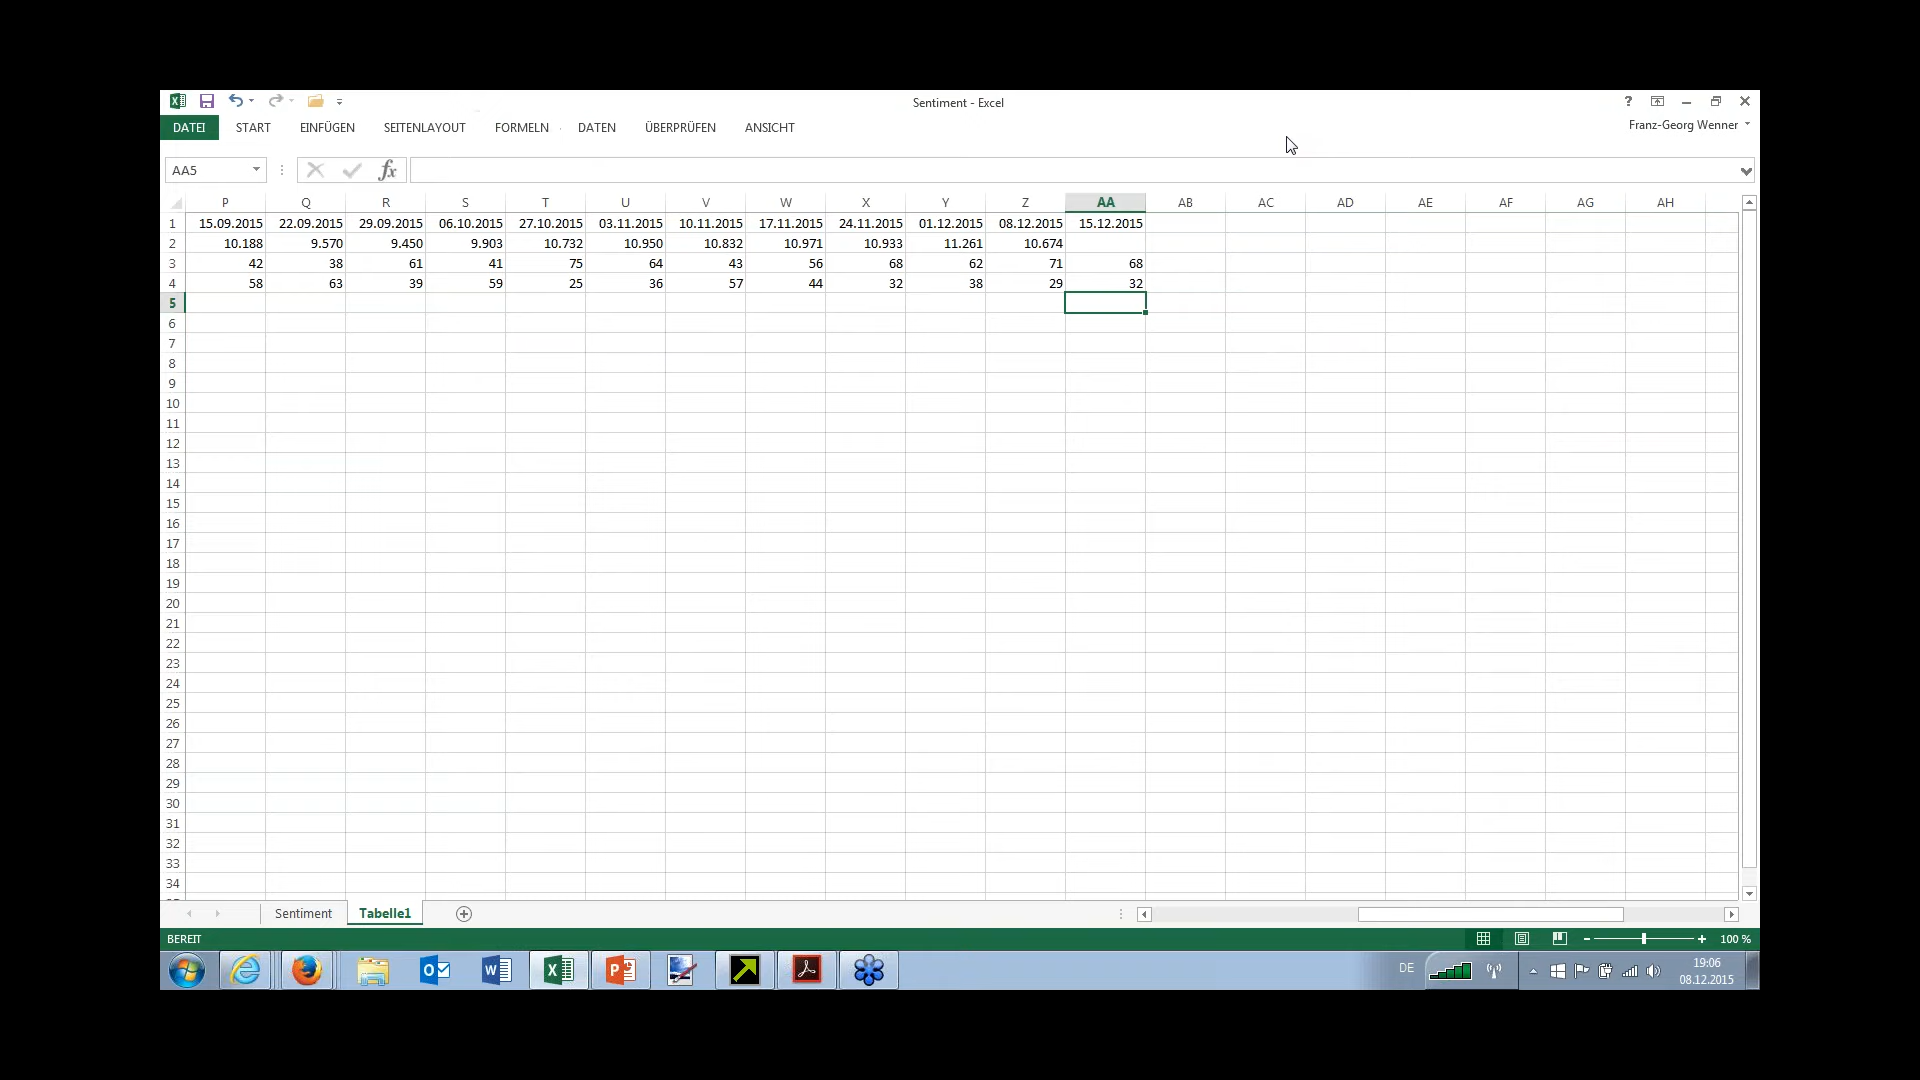 Sentiment - Excel
?
DATEI START EINFÜGEN SEITENLAYOUT FORMELN DATEN ÜBERPRÜFEN ANSICHT
Franz-Georg Wenner
AA5 fx
P Q R S T U V W X Y Z AA AB AC AD AE AF AG AH
1 15.09.2015 22.09.2015 29.09.2015 06.10.2015 27.10.2015 03.11.2015 10.11.2015 17.11.2015 24.11.2015 01.12.2015 08.12.2015 15.12.2015
2 10.188 9.570 9.450 9.903 10.732 10.950 10.832 10.971 10.933 11.261 10.674
3 42 38 61 41 75 64 43 56 68 62 71 68
4 58 63 39 59 25 36 57 44 32 38 29 32
5
6
7
8
9
10
11
12
13
14
15
16
17
18
19
20
21
22
23
24
25
26
27
28
29
30
31
32
33
34
Sentiment Tabelle1
BEREIT
100 %
DE
19:06
08.12.2015